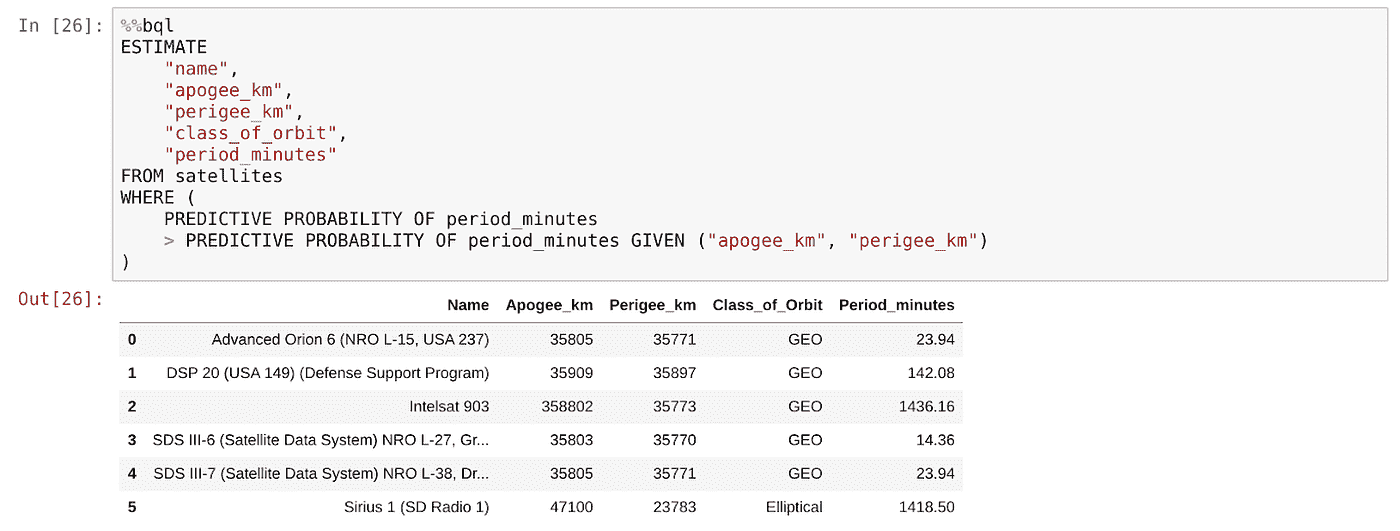 In [26]: %%bql
ESTIMATE
"name",
"apogee_km",
"perigee_km",
"class_of_orbit",
"period_minutes"
FROM satellites
WHERE (
PREDICTIVE PROBABILITY OF period_minutes
> PREDICTIVE PROBABILITY OF period_minutes GIVEN ("apogee_km", "perigee_km")
)
Out[26]:
Name Apogee_km Perigee_km Class_of_Orbit Period_minutes
0 Advanced Orion 6 (NRO L-15, USA 237) 35805 35771 GEO 23.94
1 DSP 20 (USA 149) (Defense Support Program) 35909 35897 GEO 142.08
2 Intelsat 903 358802 35773 GEO 1436.16
3 SDS III-6 (Satellite Data System) NRO L-27, Gr... 35803 35770 GEO 14.36
4 SDS III-7 (Satellite Data System) NRO L-38, Dr... 35805 35771 GEO 23.94
5 Sirius 1 (SD Radio 1) 47100 23783 Elliptical 1418.50